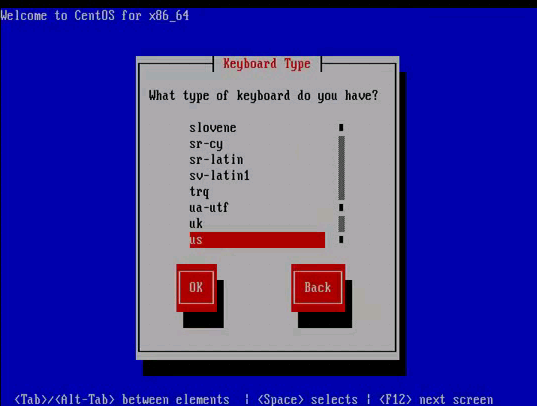 Welcome to CentOS for x86_64
Keyboard Type
What type of keyboard do you have?
slovene
sr-cy
sr-latin
sv-latin1
trq
ua-utf
uk
us
OK Back
<Tab>/<Alt-Tab> between elements | <Space> selects | <F12> next screen